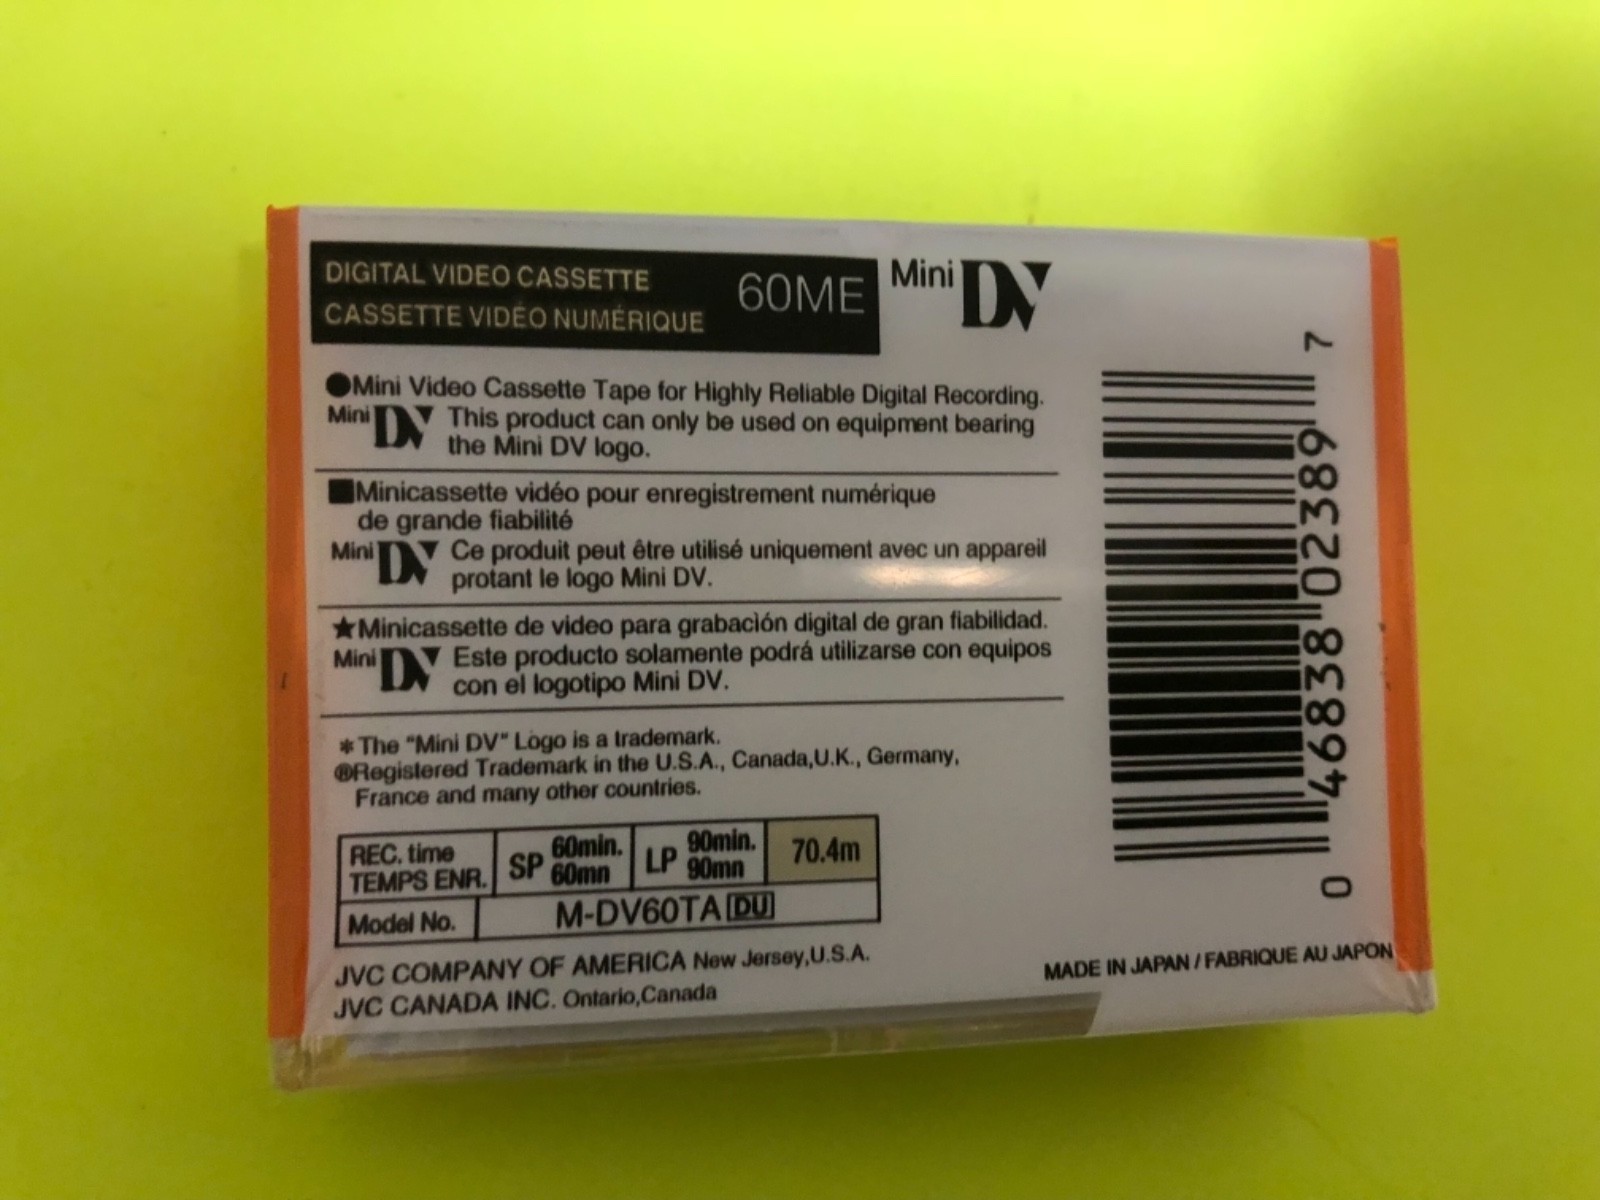 DIGITAL VIDEO CASSETTE
CASSETTE VIDÉO NUMÉRIQUE
60ME
Mini DV
●Mini Video Cassette Tape for Highly Reliable Digital Recording.
Mini DV This product can only be used on equipment bearing
the Mini DV logo.
■Minicassette vidéo pour enregistrement numérique
de grande fiabilité
Mini DV Ce produit peut être utilisé uniquement avec un appareil
protant le logo Mini DV.
★Minicassette de video para grabaciòn digital de gran fiabilidad.
Mini DV Este producto solamente podrá utilizarse con equipos
con el logotipo Mini DV.
* The "Mini DV" Logo is a trademark.
®Registered Trademark in the U.S.A., Canada,U.K., Germany,
France and many other countries.
REC. time SP 60min. LP 90min. 70.4m
TEMPS ENR. 60mn 90mn
Model No. M-DV60TA DU
JVC COMPANY OF AMERICA New Jersey,U.S.A.
JVC CANADA INC. Ontario,Canada
MADE IN JAPAN / FABRIQUE AU JAPON
0 46838 02389 7